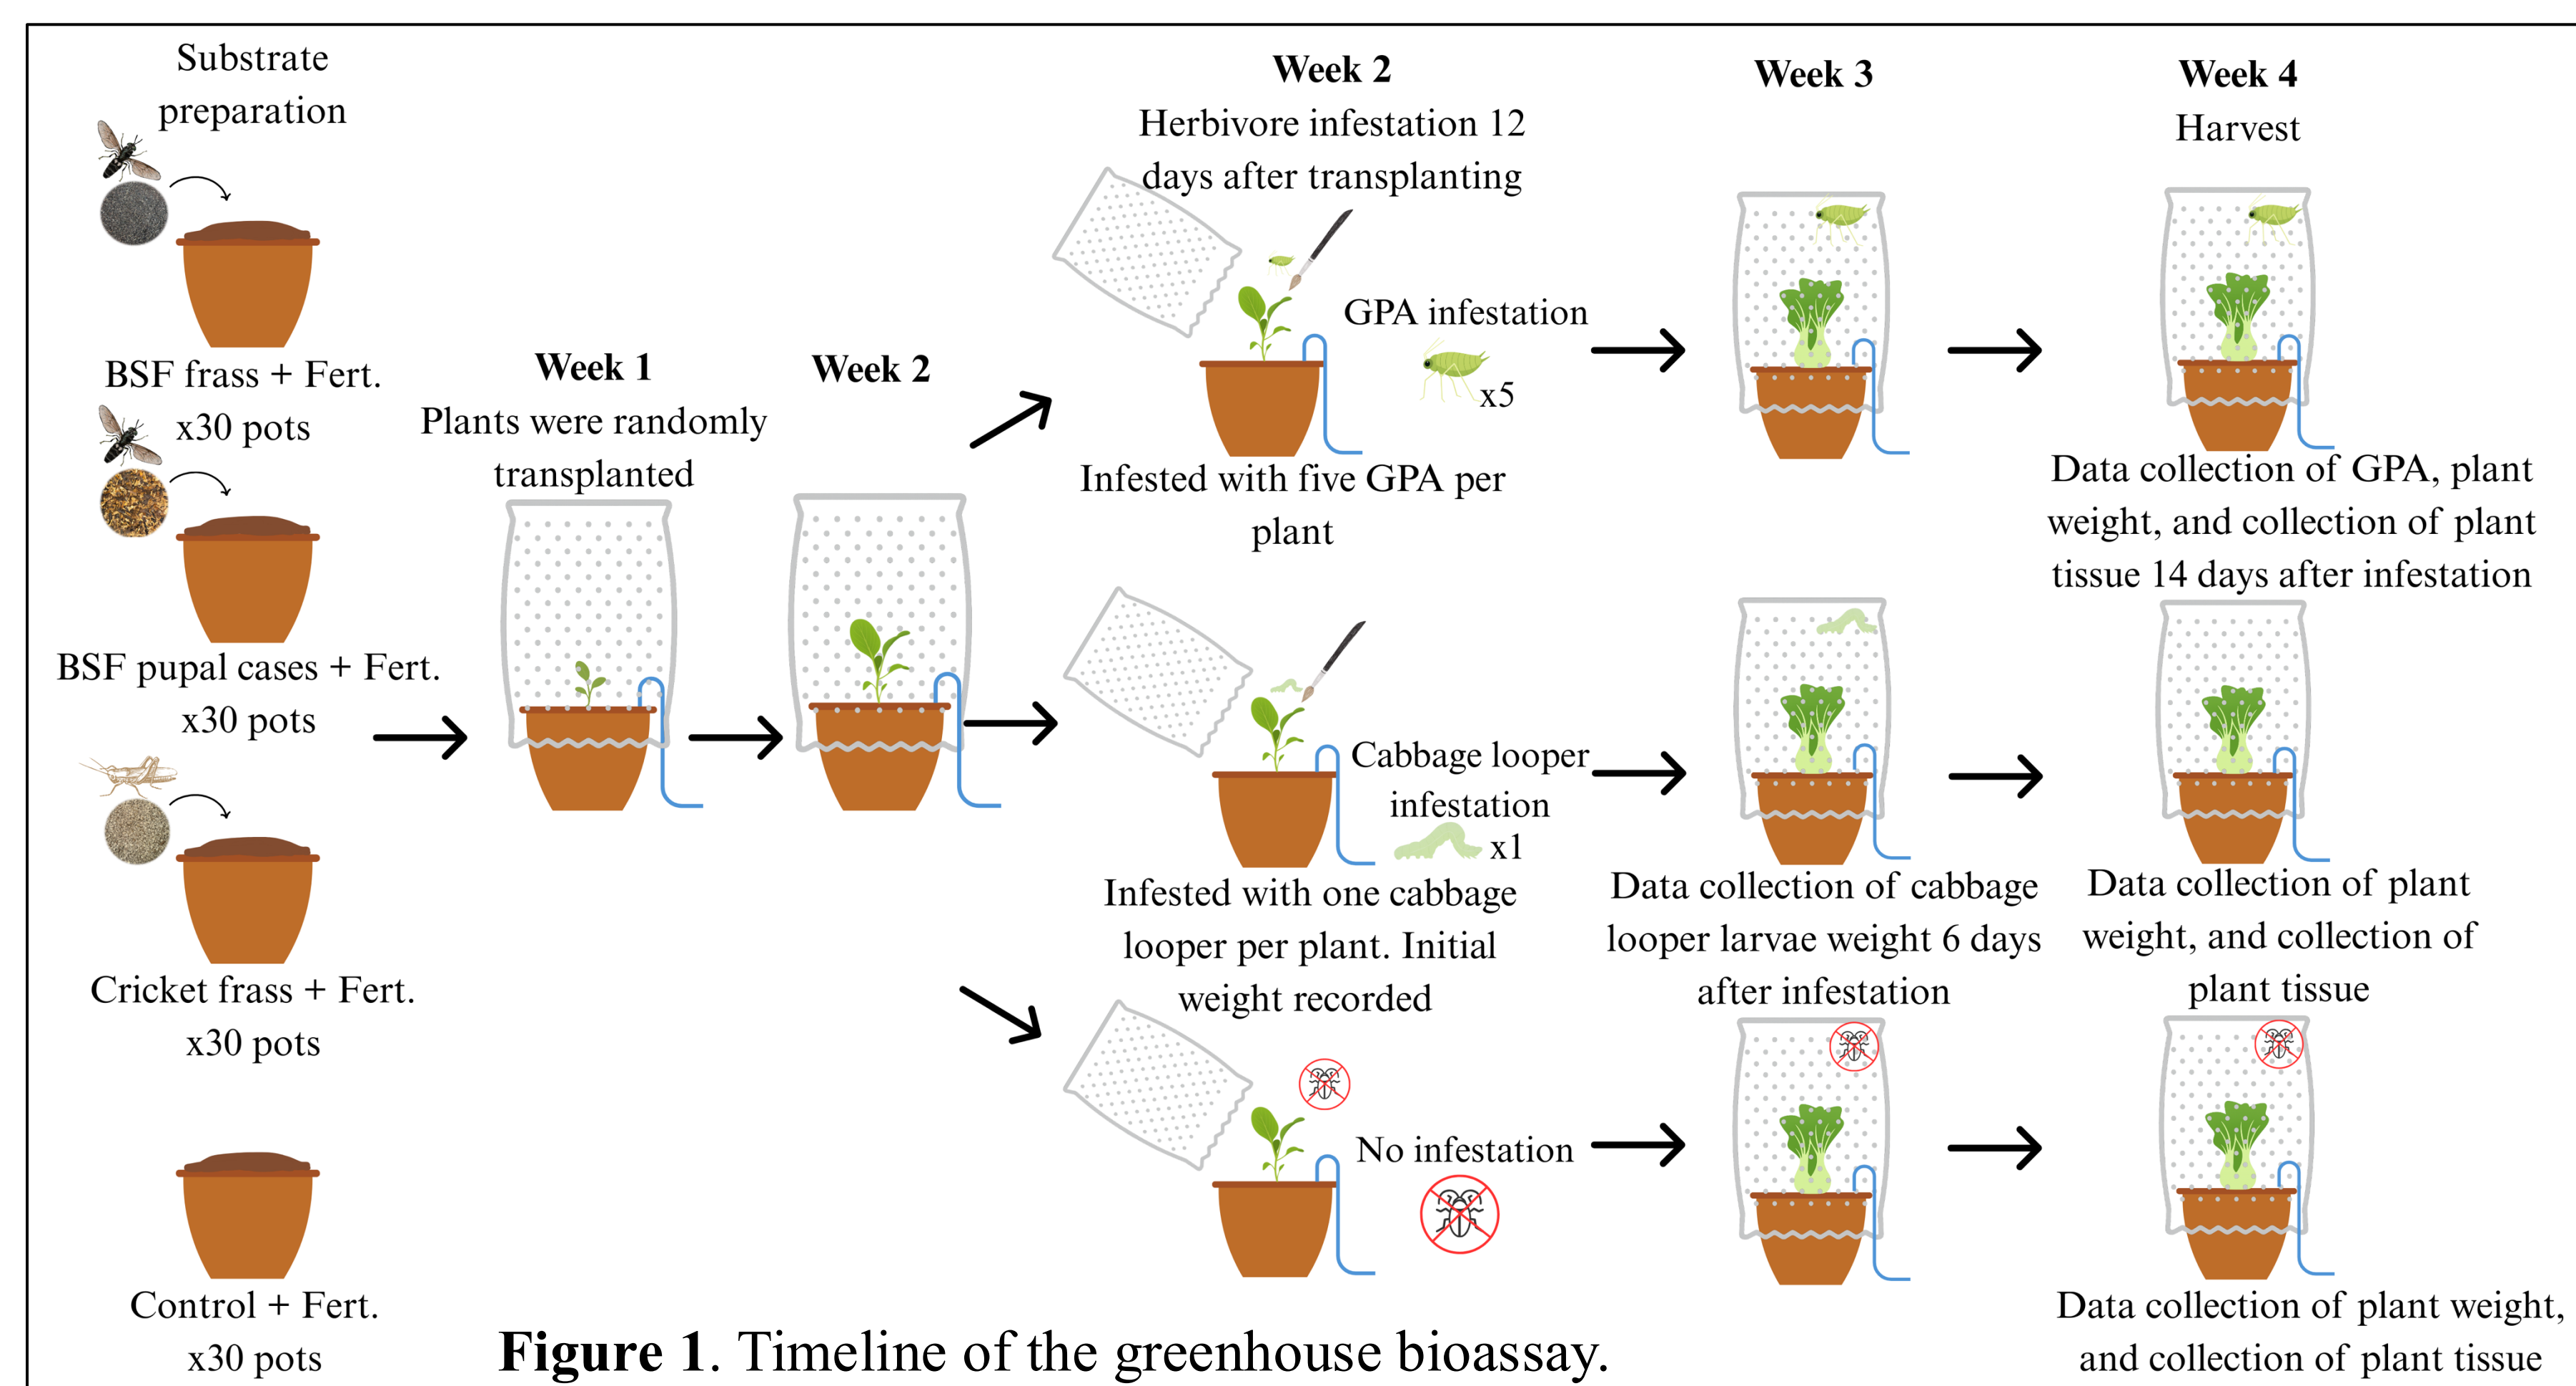 Substrate
preparation
BSF frass + Fert.
x30 pots
BSF pupal cases + Fert.
x30 pots
Cricket frass + Fert.
x30 pots
Control + Fert.
x30 pots
Week 1
Plants were randomly
transplanted
Week 2
Week 2
Herbivore infestation 12
days after transplanting
GPA infestation
x5
Infested with five GPA per
plant
Cabbage looper
infestation
x1
Infested with one cabbage
looper per plant. Initial
weight recorded
No infestation
Week 3
Data collection of cabbage
looper larvae weight 6 days
after infestation
Week 4
Harvest
Data collection of GPA, plant
weight, and collection of plant
tissue 14 days after infestation
Data collection of plant
weight, and collection of
plant tissue
Data collection of plant weight,
and collection of plant tissue
Figure 1. Timeline of the greenhouse bioassay.